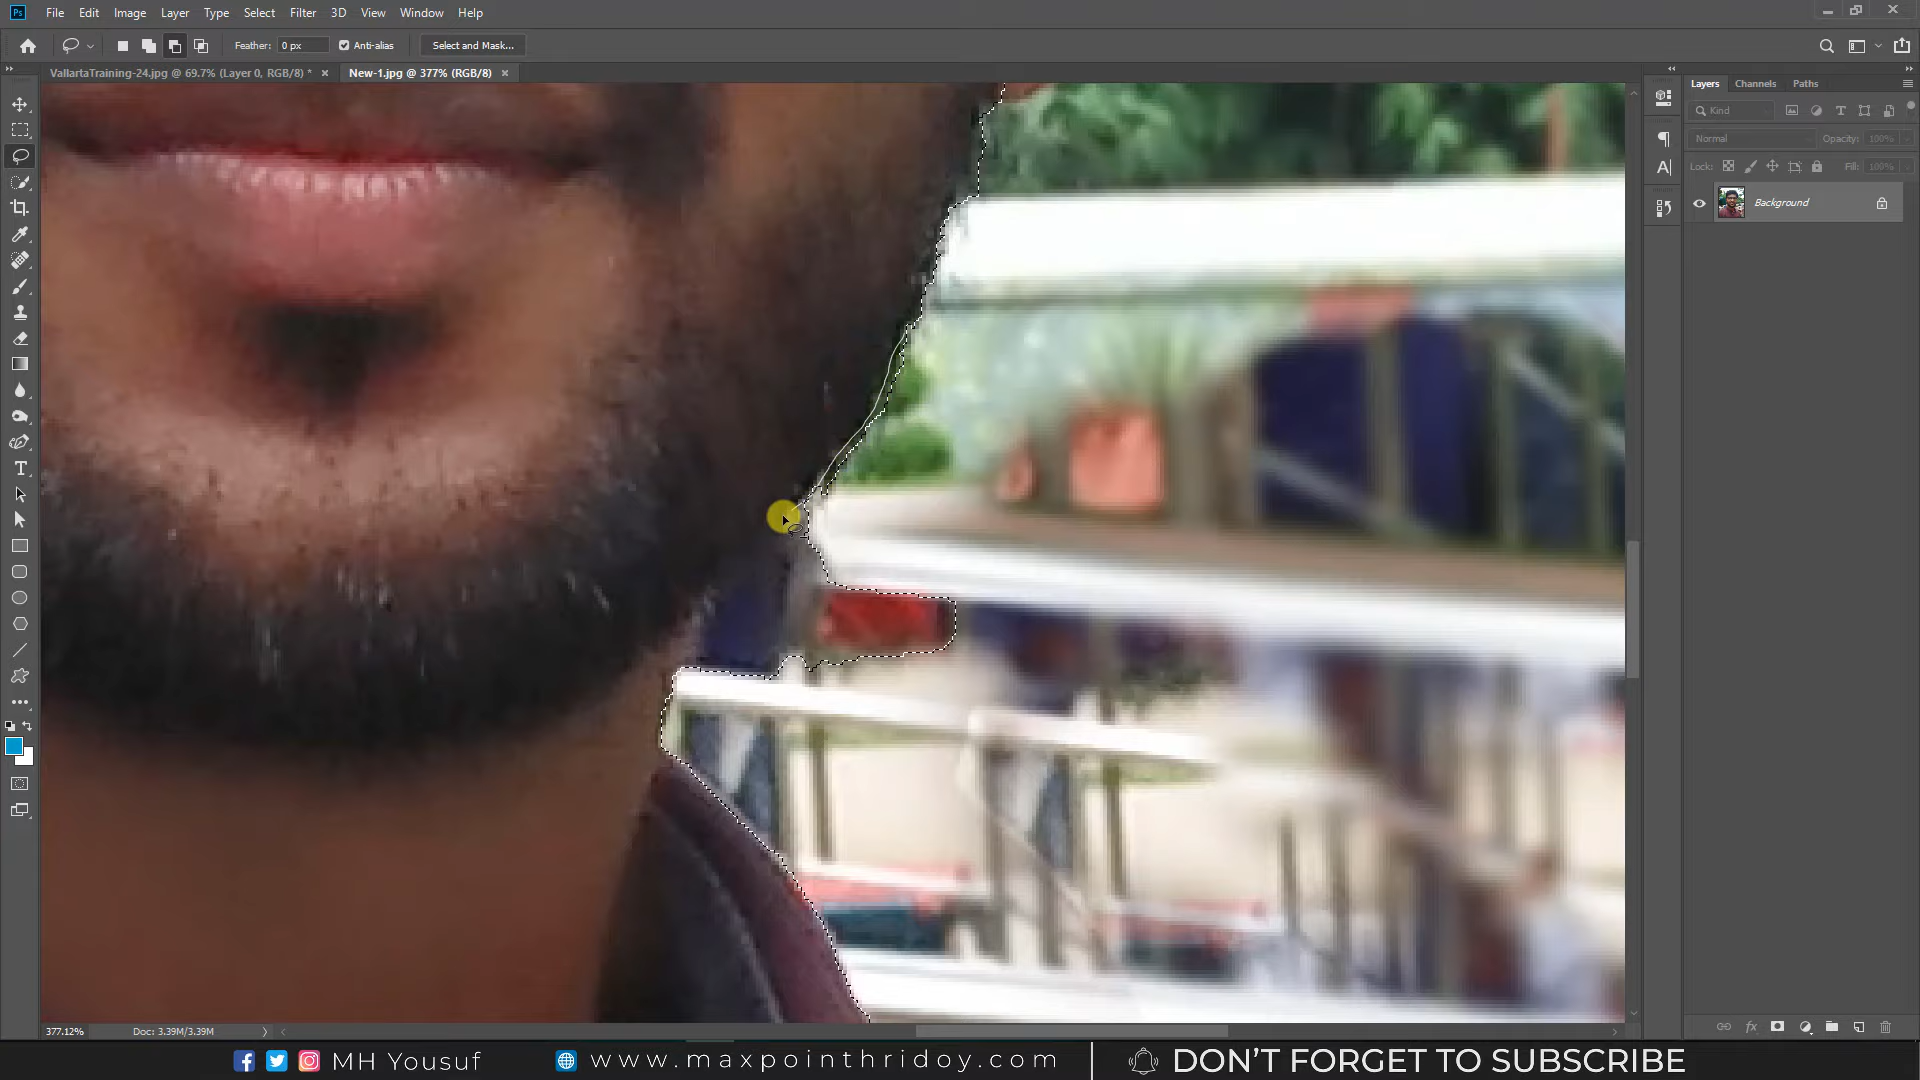 Ps File Edit Image Layer Type Select Filter 3D View Window Help
Feather: 0 px Anti-alias Select and Mask...
VallartaTraining-24.jpg @ 69.7% (Layer 0, RGB/8) * × New-1.jpg @ 377% (RGB/8) ×
Layers Channels Paths
Kind
Normal Opacity: 100%
Lock: Fill: 100%
Background
377.12% Doc: 3.39M/3.39M
MH Yousuf www.maxpointhridoy.com DON'T FORGET TO SUBSCRIBE